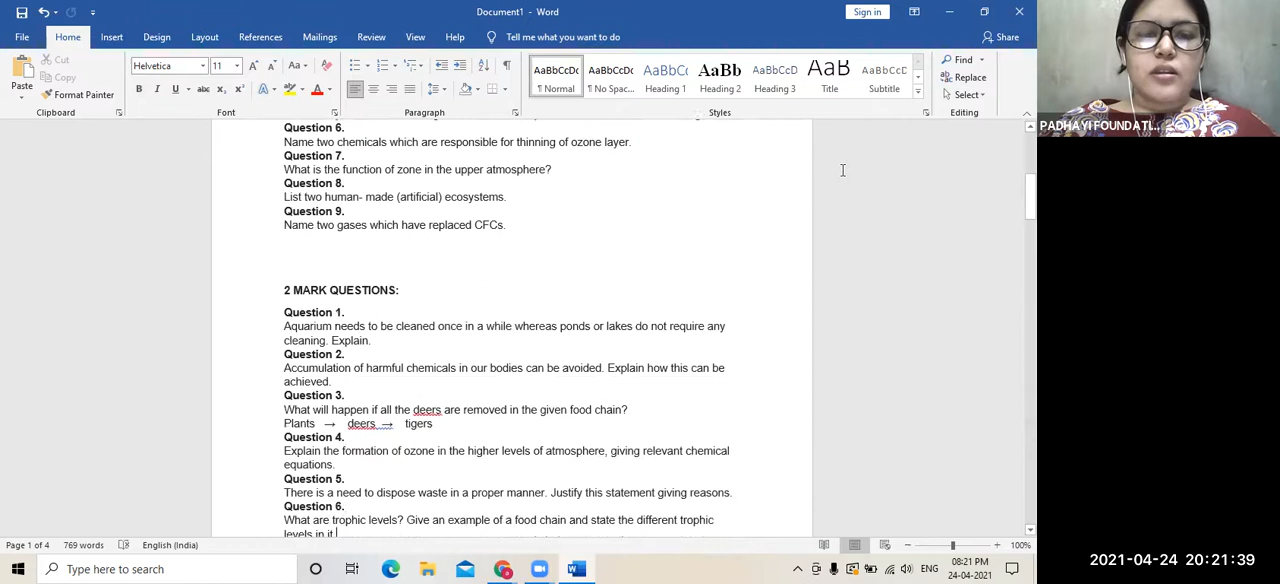 Document1 - Word
Sign in
File Home Insert Design Layout References Mailings Review View Help Tell me what you want to do Share
Paste
Cut
Copy
Format Painter
Helvetica 11
AaBbCcDc AaBbCcDc AaBbCc AaBb AaBbCcD AaB AaBbCcD
¶ Normal ¶ No Spac... Heading 1 Heading 2 Heading 3 Title Subtitle
Find
Replace
Select
Clipboard Font Paragraph Styles Editing
PADHAYI FOUNDATI...
Question 6.
Name two chemicals which are responsible for thinning of ozone layer.
Question 7.
What is the function of zone in the upper atmosphere?
Question 8.
List two human- made (artificial) ecosystems.
Question 9.
Name two gases which have replaced CFCs.
2 MARK QUESTIONS:
Question 1.
Aquarium needs to be cleaned once in a while whereas ponds or lakes do not require any
cleaning. Explain.
Question 2.
Accumulation of harmful chemicals in our bodies can be avoided. Explain how this can be
achieved.
Question 3.
What will happen if all the deers are removed in the given food chain?
Plants → deers → tigers
Question 4.
Explain the formation of ozone in the higher levels of atmosphere, giving relevant chemical
equations.
Question 5.
There is a need to dispose waste in a proper manner. Justify this statement giving reasons.
Question 6.
What are trophic levels? Give an example of a food chain and state the different trophic
levels in it.
Page 1 of 4 769 words English (India) 100%
Type here to search
ENG
08:21 PM
24-04-2021
2021-04-24 20:21:39